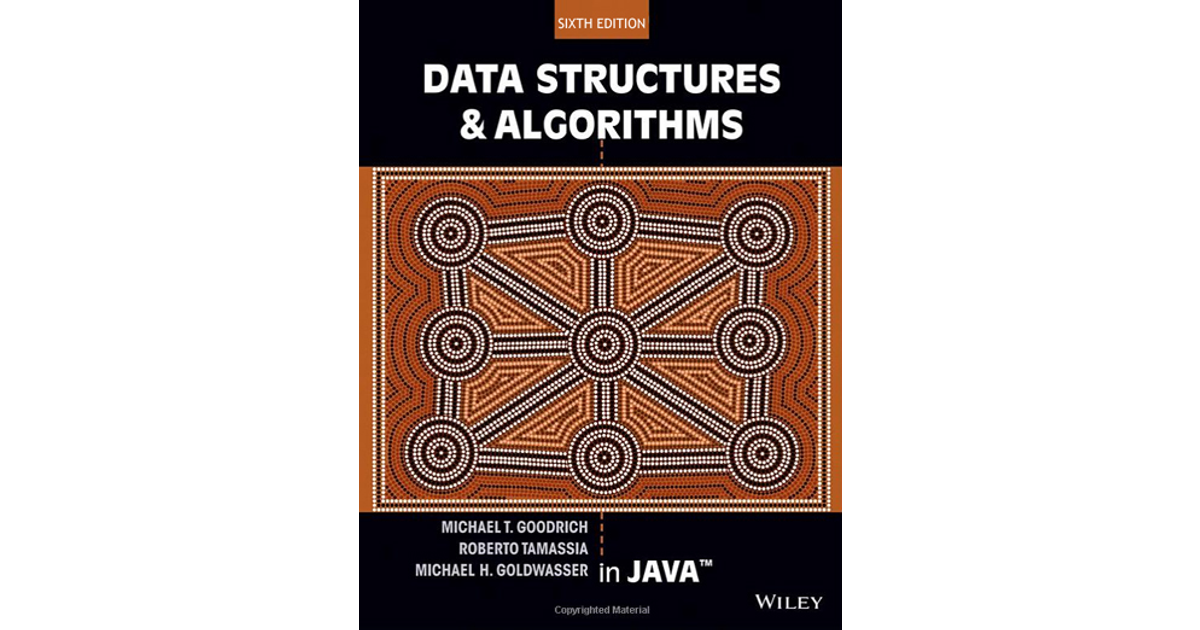 SIXTH EDITION
DATA STRUCTURES
& ALGORITHMS
MICHAEL T. GOODRICH
ROBERTO TAMASSIA
MICHAEL H. GOLDWASSER
in JAVA™
WILEY
Copyrighted Material